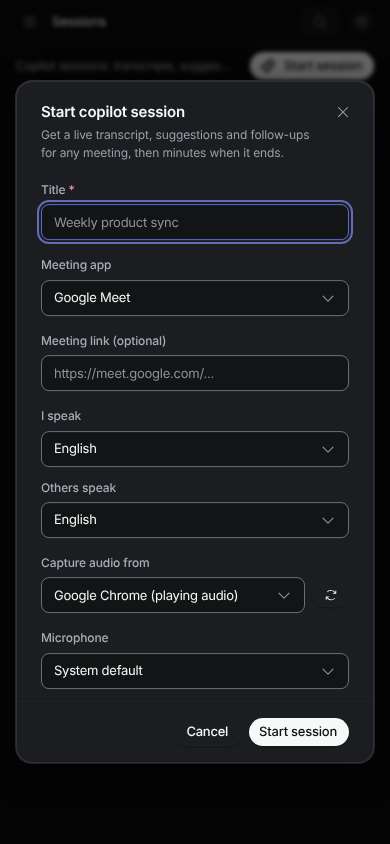 Sessions
Copilot sessions: transcripts, sugges...
Start session
Start copilot session
Get a live transcript, suggestions and follow-ups
for any meeting, then minutes when it ends.
Title *
Weekly product sync
Meeting app
Google Meet
Meeting link (optional)
https://meet.google.com/...
I speak
English
Others speak
English
Capture audio from
Google Chrome (playing audio)
Microphone
System default
Cancel
Start session